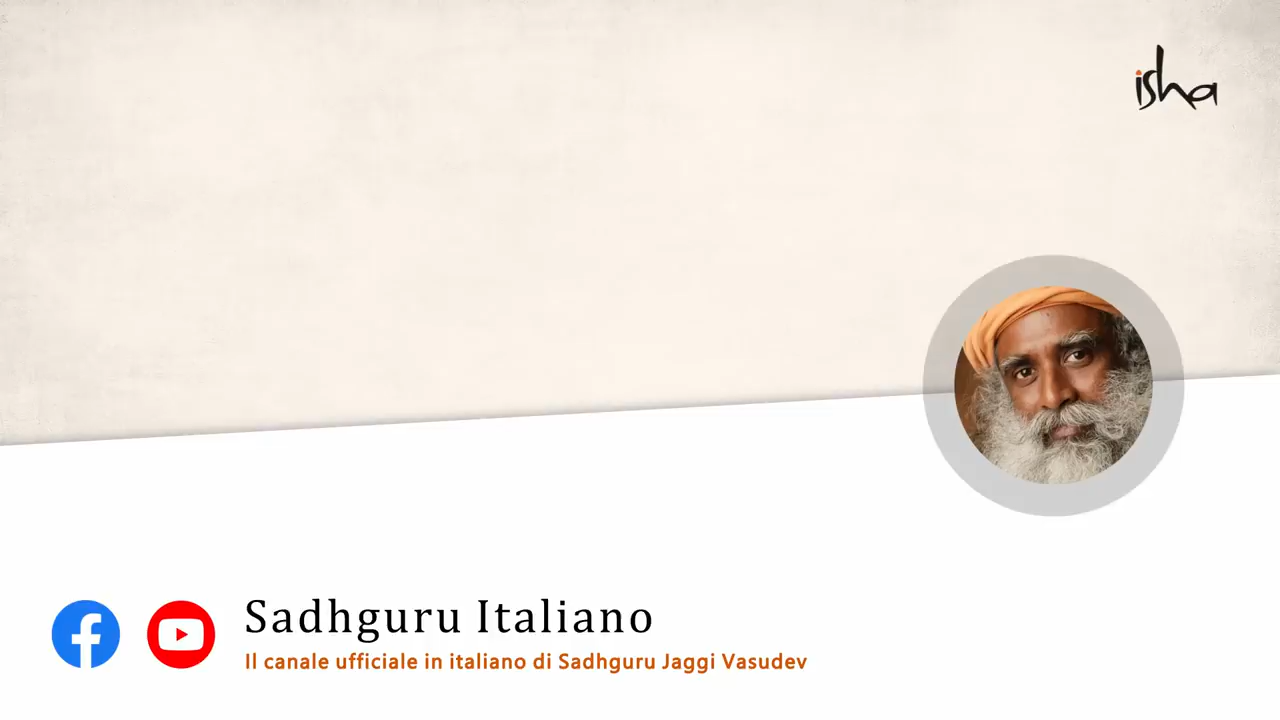 isha
Sadhguru Italiano
Il canale ufficiale in italiano di Sadhguru Jaggi Vasudev